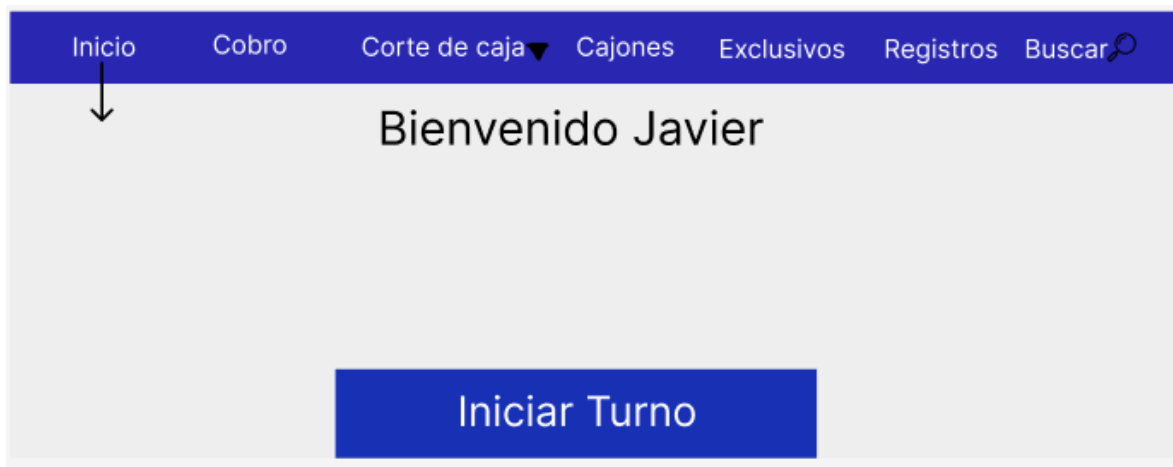 Inicio Cobro Corte de caja Cajones Exclusivos Registros Buscar
Bienvenido Javier
Iniciar Turno